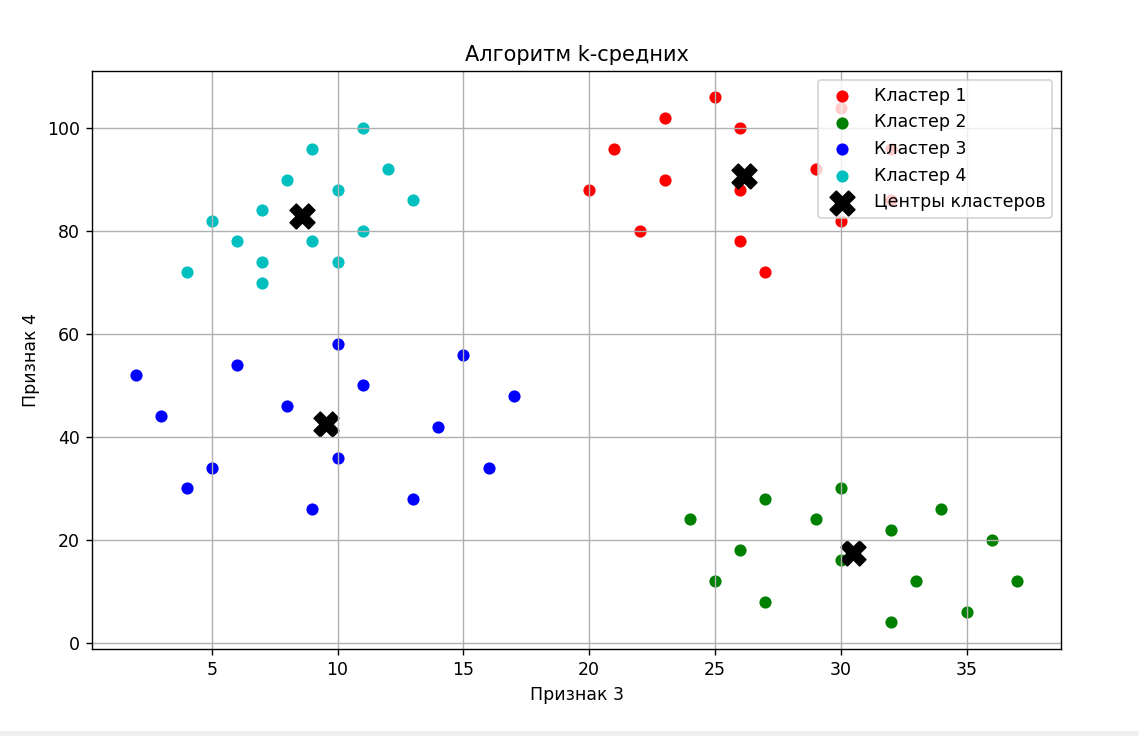 Алгоритм k-средних
Кластер 1
Кластер 2
Кластер 3
Кластер 4
Центры кластеров
100
80
60
40
20
0
Признак 4
5 10 15 20 25 30 35
Признак 3